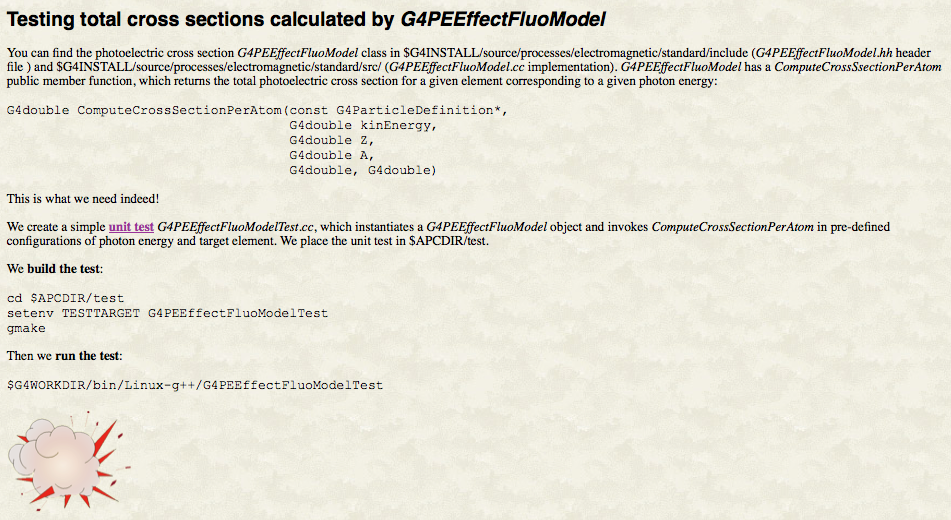 Testing total cross sections calculated by G4PEEffectFluoModel
You can find the photoelectric cross section G4PEEffectFluoModel class in $G4INSTALL/source/processes/electromagnetic/standard/include (G4PEEffectFluoModel.hh header
file ) and $G4INSTALL/source/processes/electromagnetic/standard/src/ (G4PEEffectFluoModel.cc implementation). G4PEEffectFluoModel has a ComputeCrossSsectionPerAtom
public member function, which returns the total photoelectric cross section for a given element corresponding to a given photon energy:
G4double ComputeCrossSectionPerAtom(const G4ParticleDefinition*,
G4double kinEnergy,
G4double Z,
G4double A,
G4double, G4double)
This is what we need indeed!
We create a simple unit test G4PEEffectFluoModelTest.cc, which instantiates a G4PEEffectFluoModel object and invokes ComputeCrossSectionPerAtom in pre-defined
configurations of photon energy and target element. We place the unit test in $APCDIR/test.
We build the test:
cd $APCDIR/test
setenv TESTTARGET G4PEEffectFluoModelTest
gmake
Then we run the test:
$G4WORKDIR/bin/Linux-g++/G4PEEffectFluoModelTest